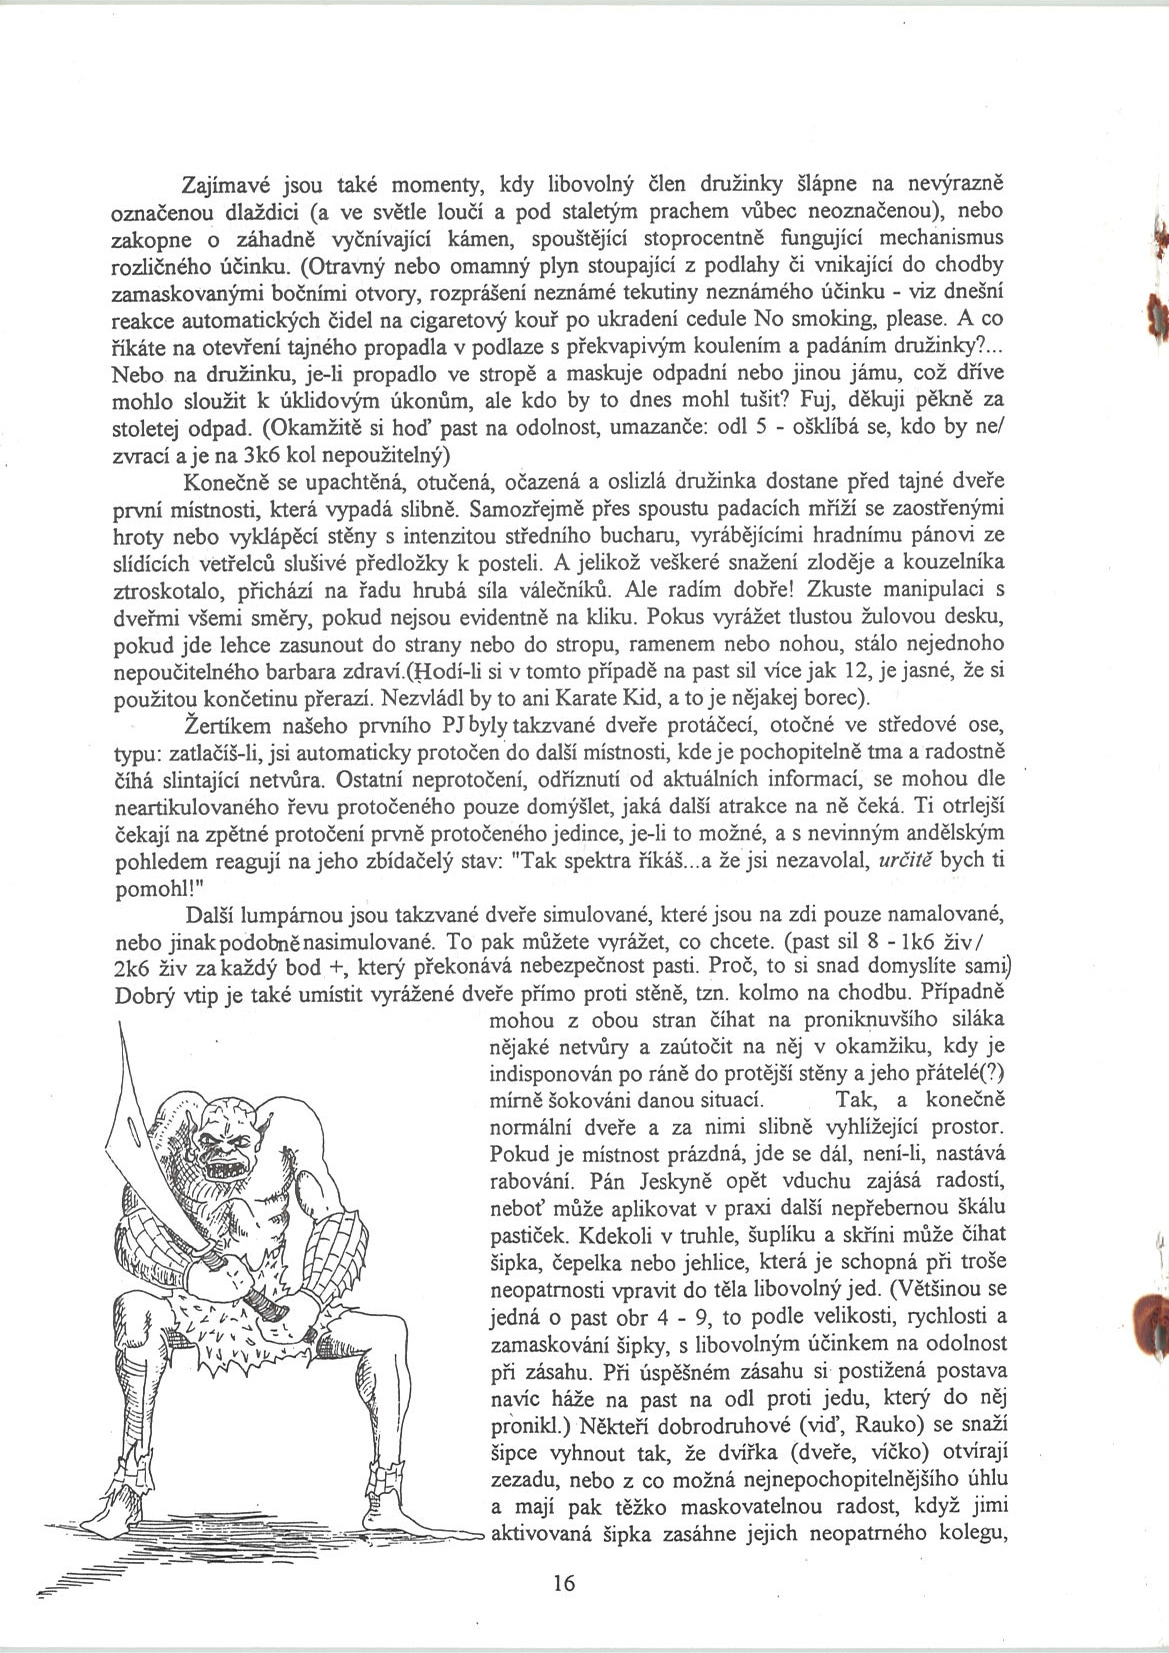 Zajímavé jsou také momenty, kdy libovolný člen družinky šlápne na nevýrazně
označenou dlaždici (a ve světle loučí a pod staletým prachem vůbec neoznačenou), nebo
zakopne o záhadně vyčnívající kámen, spouštějící stoprocentně fungující mechanismus
rozličného účinku. (Otravný nebo omamný plyn stoupající z podlahy či vnikající do chodby
zamaskovanými bočními otvory, rozprášení neznámé tekutiny neznámého účinku - viz dnešní
reakce automatických čidel na cigaretový kouř po ukradení cedule No smoking, please. A co
říkáte na otevření tajného propadla v podlaze s překvapivým koulením a padáním družinky?...
Nebo na družinku, je-li propadlo ve stropě a maskuje odpadní nebo jinou jámu, což dříve
mohlo sloužit k úklidovým úkonům, ale kdo by to dnes mohl tušit? Fuj, děkuji pěkně za
stoletej odpad. (Okamžitě si hoď past na odolnost, umazanče: odl 5 - ošklíbá se, kdo by ne/
zvrací a je na 3k6 kol nepoužitelný)
Konečně se upachtěná, otučená, očazená a oslizlá družinka dostane před tajné dveře
první místnosti, která vypadá slibně. Samozřejmě přes spoustu padacích mříží se zaostřenými
hroty nebo vyklápěcí stěny s intenzitou středního bucharu, vyrábějícími hradnímu pánovi ze
slídících vetřelců slušivé předložky k posteli. A jelikož veškeré snažení zloděje a kouzelníka
ztroskotalo, přichází na řadu hrubá síla válečníků. Ale radím dobře! Zkuste manipulaci s
dveřmi všemi směry, pokud nejsou evidentně na kliku. Pokus vyrážet tlustou žulovou desku,
pokud jde lehce zasunout do strany nebo do stropu, ramenem nebo nohou, stálo nejednoho
nepoučitelného barbara zdraví.(Hodí-li si v tomto případě na past sil více jak 12, je jasné, že si
použitou končetinu přerazí. Nezvládl by to ani Karate Kid, a to je nějakej borec).
Žertíkem našeho prvního PJ byly takzvané dveře protáčecí, otočné ve středové ose,
typu: zatlačíš-li, jsi automaticky protočen do další místnosti, kde je pochopitelně tma a radostně
číhá slintající netvůra. Ostatní neprotočení, odříznutí od aktuálních informací, se mohou dle
neartikulovaného řevu protočeného pouze domýšlet, jaká další atrakce na ně čeká. Ti otrlejší
čekají na zpětné protočení prvně protočeného jedince, je-li to možné, a s nevinným andělským
pohledem reagují na jeho zbídačelý stav: "Tak spektra říkáš...a že jsi nezavolal, určitě bych ti
pomohl!"
Další lumpárnou jsou takzvané dveře simulované, které jsou na zdi pouze namalované,
nebo jinak podobně nasimulované. To pak můžete vyrážet, co chcete. (past sil 8 - 1k6 živ/
2k6 živ za každý bod +, který překonává nebezpečnost pasti. Proč, to si snad domyslíte sami)
Dobrý vtip je také umístit vyrážené dveře přímo proti stěně, tzn. kolmo na chodbu. Případně
mohou z obou stran číhat na proniknuvšího siláka
nějaké netvůry a zaútočit na něj v okamžiku, kdy je
indisponován po ráně do protější stěny a jeho přátelé(?)
mírně šokováni danou situací. Tak, a konečně
normální dveře a za nimi slibně vyhlížející prostor.
Pokud je místnost prázdná, jde se dál, není-li, nastává
rabování. Pán Jeskyně opět vduchu zajásá radostí,
neboť může aplikovat v praxi další nepřebernou škálu
pastiček. Kdekoli v truhle, šuplíku a skříni může číhat
šipka, čepelka nebo jehlice, která je schopná při troše
neopatrnosti vpravit do těla libovolný jed. (Většinou se
jedná o past obr 4 - 9, to podle velikosti, rychlosti a
zamaskování šipky, s libovolným účinkem na odolnost
při zásahu. Při úspěšném zásahu si postižená postava
navíc háže na past na odl proti jedu, který do něj
pronikl.) Někteří dobrodruhové (viď, Rauko) se snaží
šipce vyhnout tak, že dvířka (dveře, víčko) otvírají
zezadu, nebo z co možná nejnepochopitelnějšího úhlu
a mají pak těžko maskovatelnou radost, když jimi
aktivovaná šipka zasáhne jejich neopatrného kolegu,
16